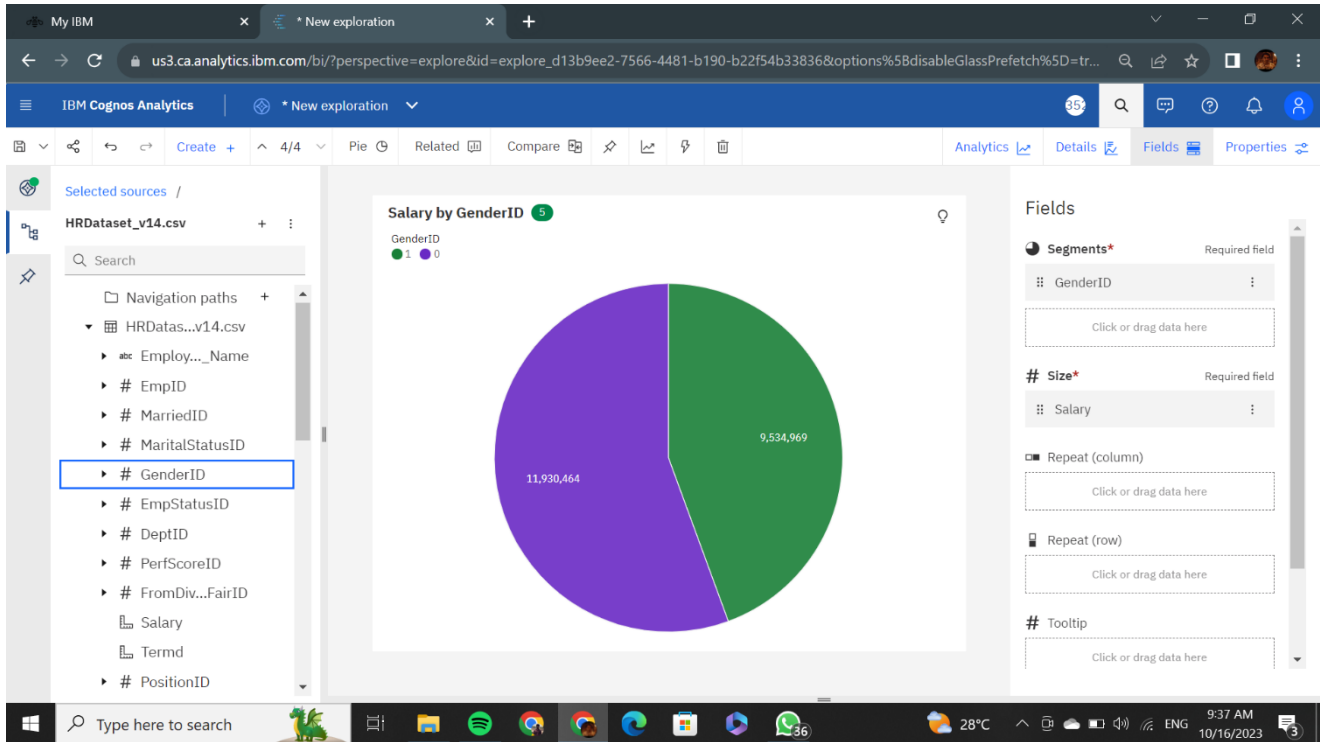 My IBM
* New exploration
us3.ca.analytics.ibm.com/bi/?perspective=explore&id=explore_d13b9ee2-7566-4481-b190-b22f54b33836&options%5BdisableGlassPrefetch%5D=tr...
IBM Cognos Analytics
* New exploration
352
Create +
4/4
Pie
Related
Compare
Analytics
Details
Fields
Properties
Selected sources /
HRDataset_v14.csv
Search
Navigation paths +
HRDatas...v14.csv
abc Employ..._Name
# EmpID
# MarriedID
# MaritalStatusID
# GenderID
# EmpStatusID
# DeptID
# PerfScoreID
# FromDiv...FairID
Salary
Termd
# PositionID
Salary by GenderID 5
GenderID
1 0
9,534,969
11,930,464
Fields
Segments* Required field
GenderID
Click or drag data here
# Size* Required field
Salary
Repeat (column)
Click or drag data here
Repeat (row)
Click or drag data here
# Tooltip
Click or drag data here
Type here to search
36
28°C
ENG
9:37 AM
10/16/2023
3